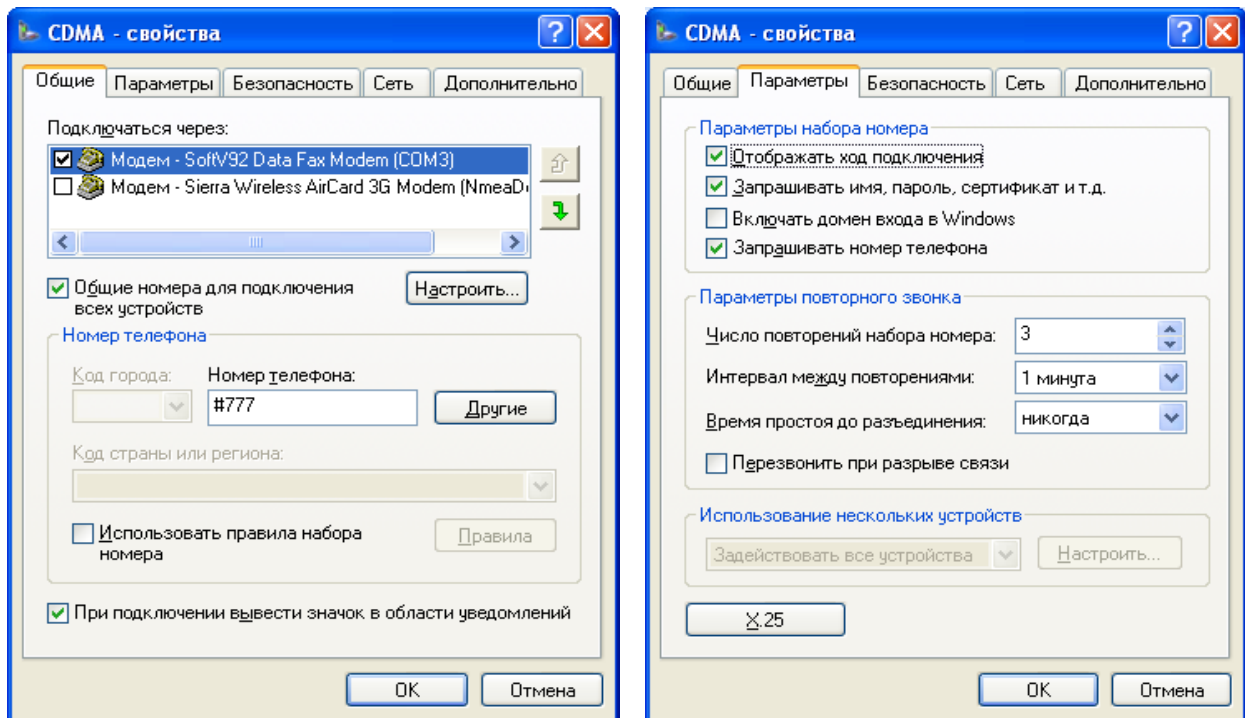 CDMA - свойства
Общие Параметры Безопасность Сеть Дополнительно
Подключаться через:
Модем - SoftV92 Data Fax Modem (COM3)
Модем - Sierra Wireless AirCard 3G Modem (NmeaD
Общие номера для подключения
всех устройств
Настроить...
Номер телефона
Код города: Номер телефона:
#777
Другие
Код страны или региона:
Использовать правила набора
номера
Правила
При подключении вывести значок в области уведомлений
OK Отмена
CDMA - свойства
Общие Параметры Безопасность Сеть Дополнительно
Параметры набора номера
Отображать ход подключения
Запрашивать имя, пароль, сертификат и т.д.
Включать домен входа в Windows
Запрашивать номер телефона
Параметры повторного звонка
Число повторений набора номера: 3
Интервал между повторениями: 1 минута
Время простоя до разъединения: никогда
Перезвонить при разрыве связи
Использование нескольких устройств
Задействовать все устройства Настроить...
X.25
OK Отмена